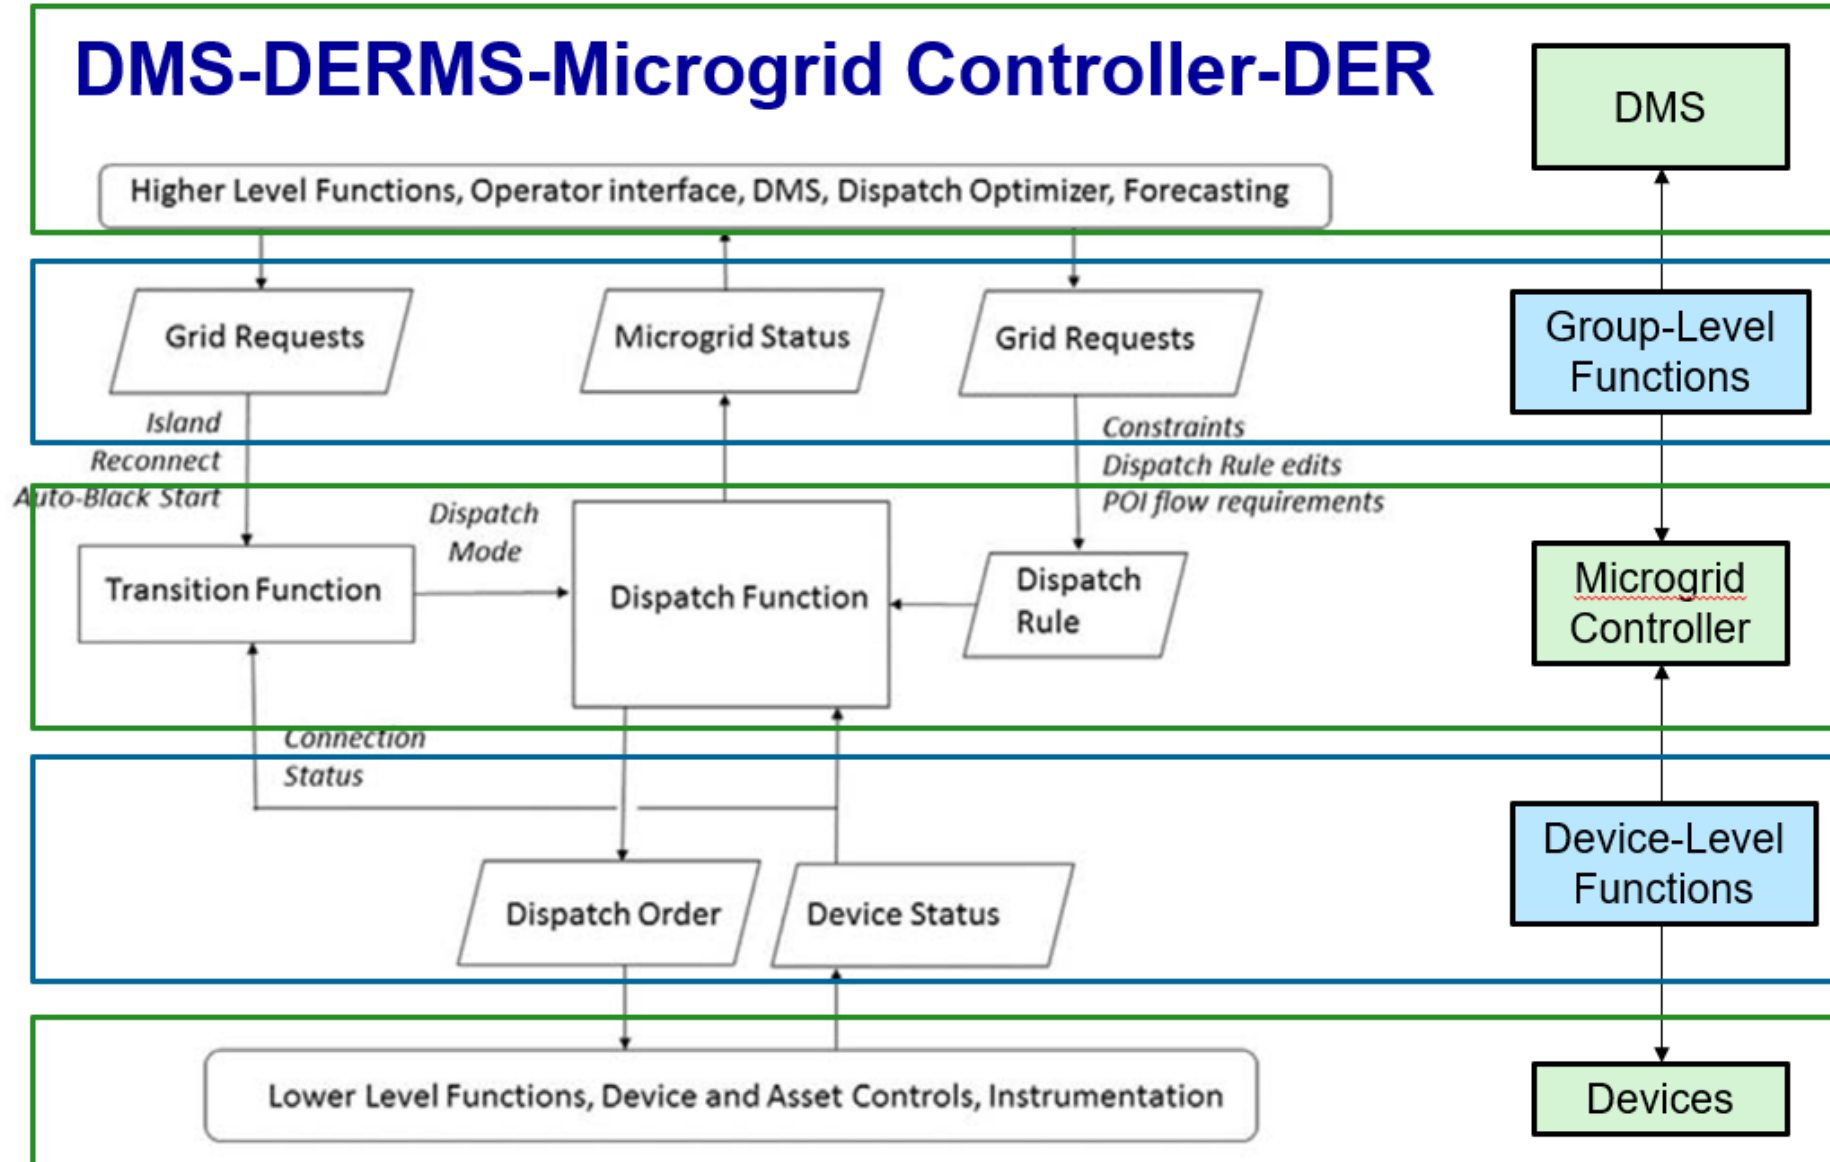 DMS-DERMS-Microgrid Controller-DER
DMS
Higher Level Functions, Operator interface, DMS, Dispatch Optimizer, Forecasting
Grid Requests
Microgrid Status
Grid Requests
Group-Level
Functions
Island
Reconnect
Auto-Black Start
Constraints
Dispatch Rule edits
POI flow requirements
Dispatch
Mode
Transition Function
Dispatch Function
Dispatch
Rule
Microgrid
Controller
Connection
Status
Device-Level
Functions
Dispatch Order
Device Status
Lower Level Functions, Device and Asset Controls, Instrumentation
Devices